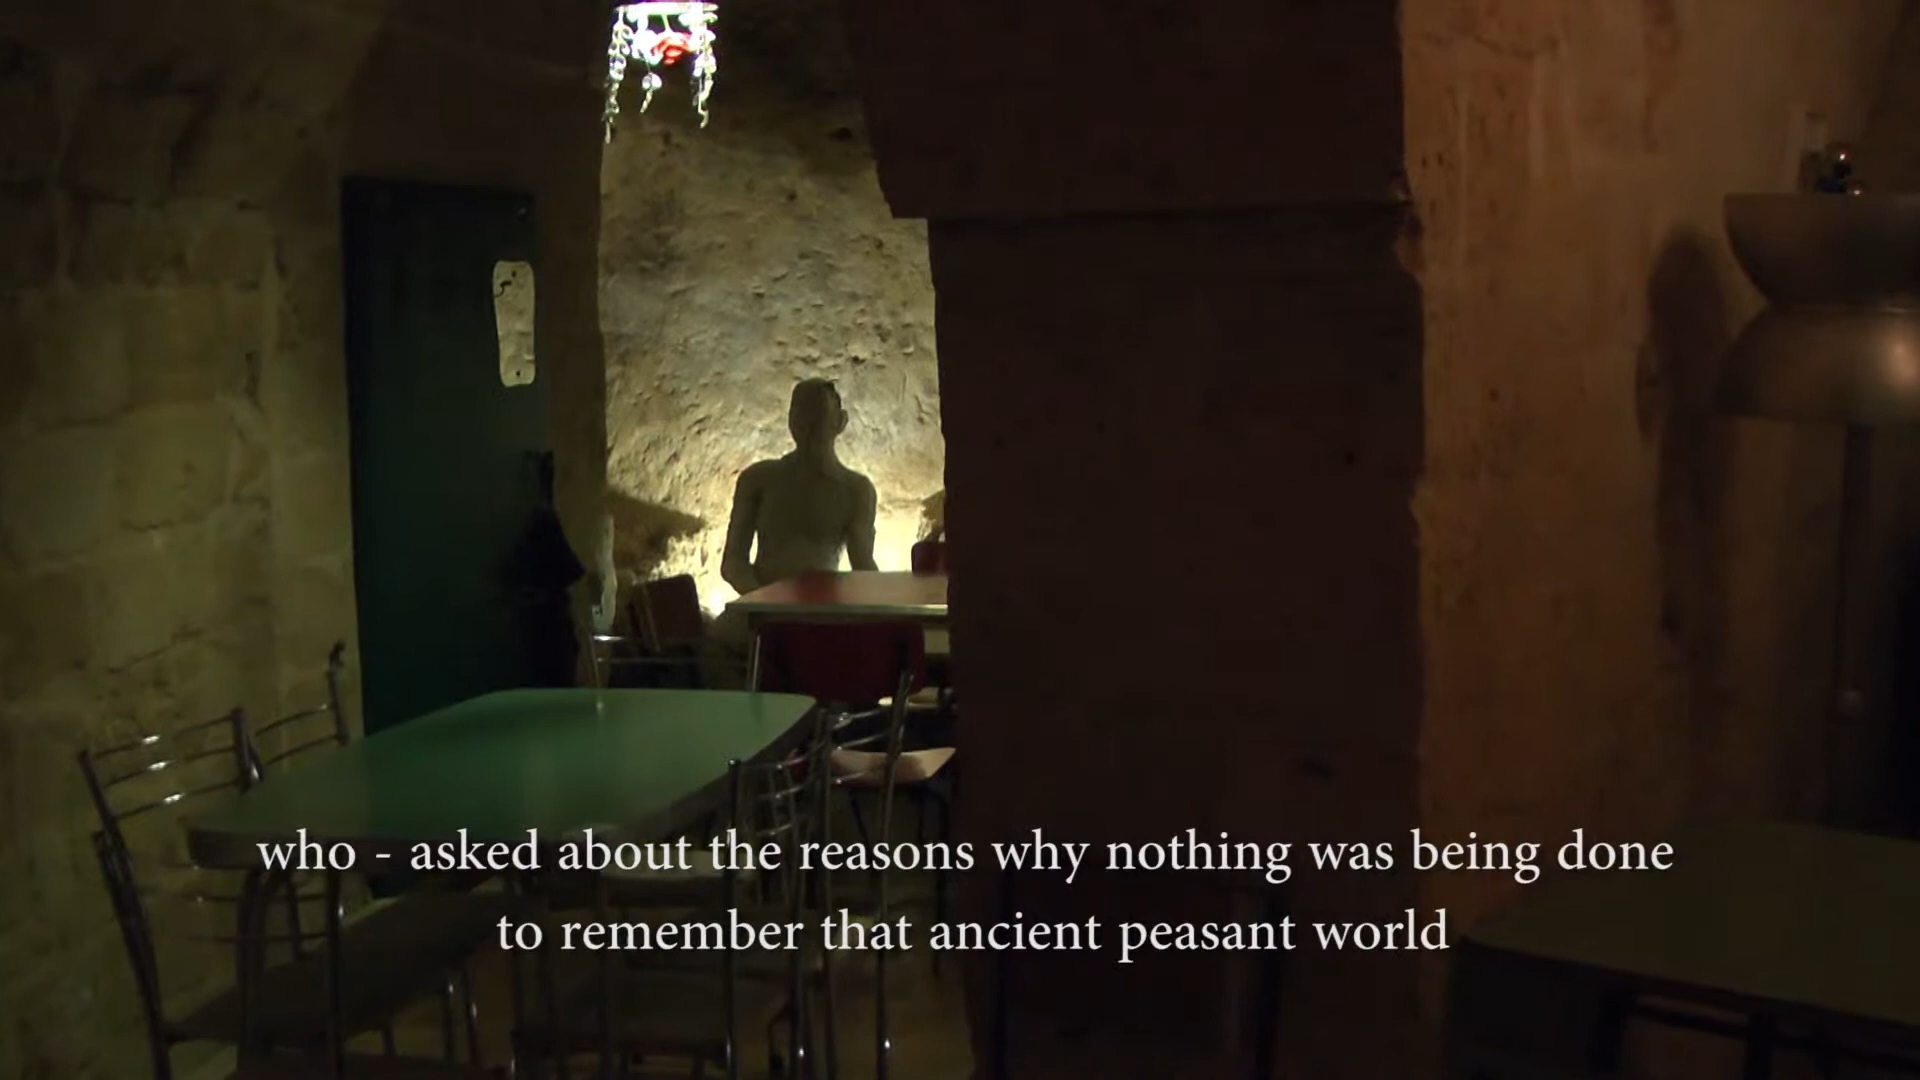 who - asked about the reasons why nothing was being done
to remember that ancient peasant world